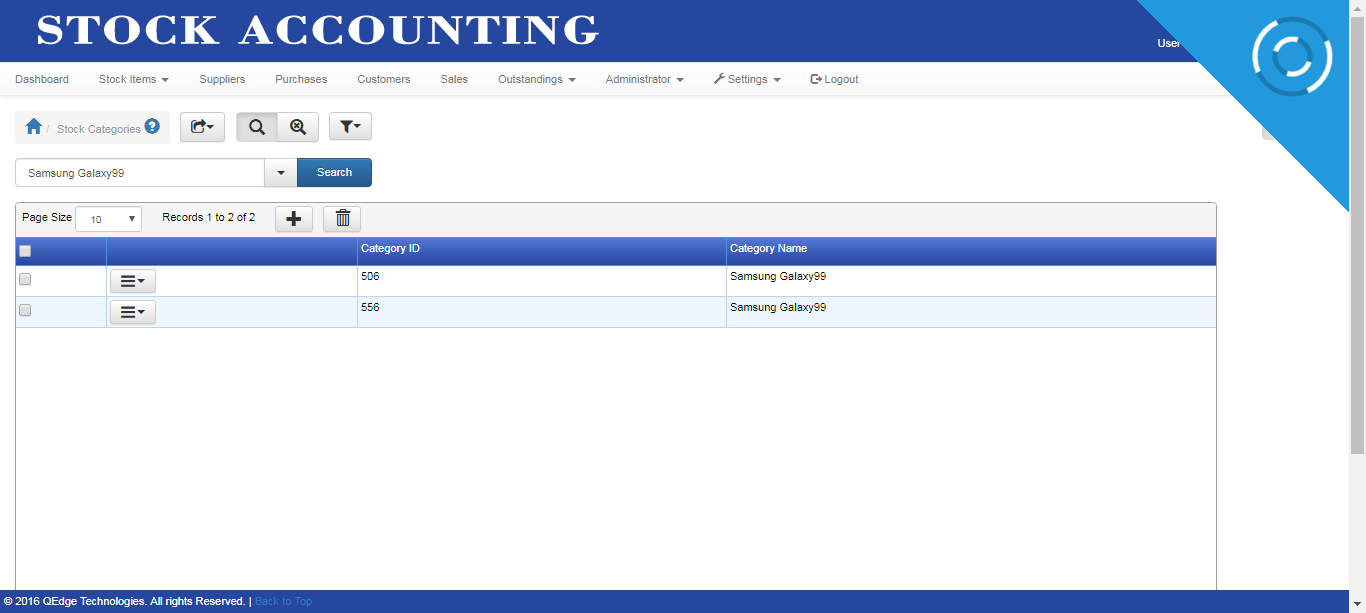 STOCK ACCOUNTING
User
Dashboard Stock Items Suppliers Purchases Customers Sales Outstandings Administrator Settings Logout
/ Stock Categories ?
Samsung Galaxy99 Search
Page Size 10 Records 1 to 2 of 2
Category ID Category Name
506 Samsung Galaxy99
556 Samsung Galaxy99
© 2016 QEdge Technologies. All rights Reserved. | Back to Top